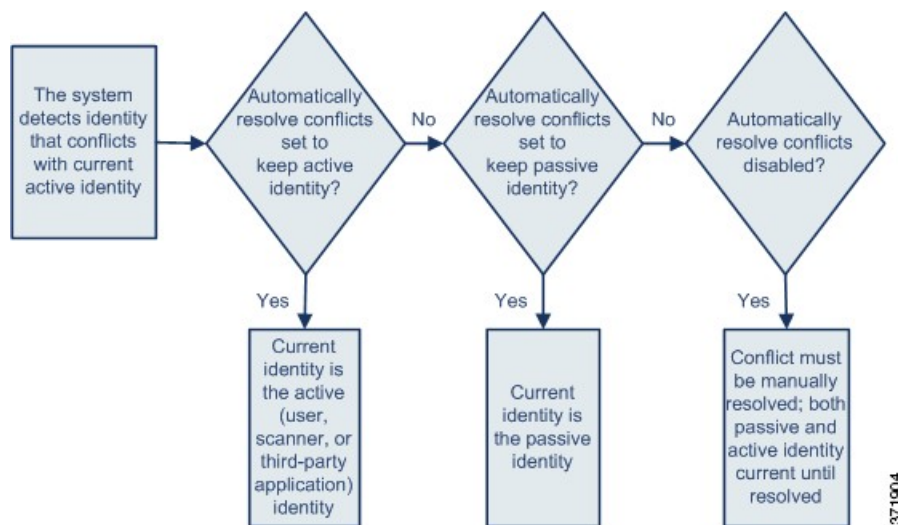 The system
detects identity
that conflicts
with current
active identity
Automatically
resolve conflicts
set to
keep active
identity?
No
Automatically
resolve conflicts
set to
keep passive
identity?
No
Automatically
resolve conflicts
disabled?
Yes
Current
identity is
the active
(user,
scanner, or
third-party
application)
identity
Yes
Current
identity is
the passive
identity
Yes
Conflict must
be manually
resolved; both
passive and
active identity
current until
resolved
371904